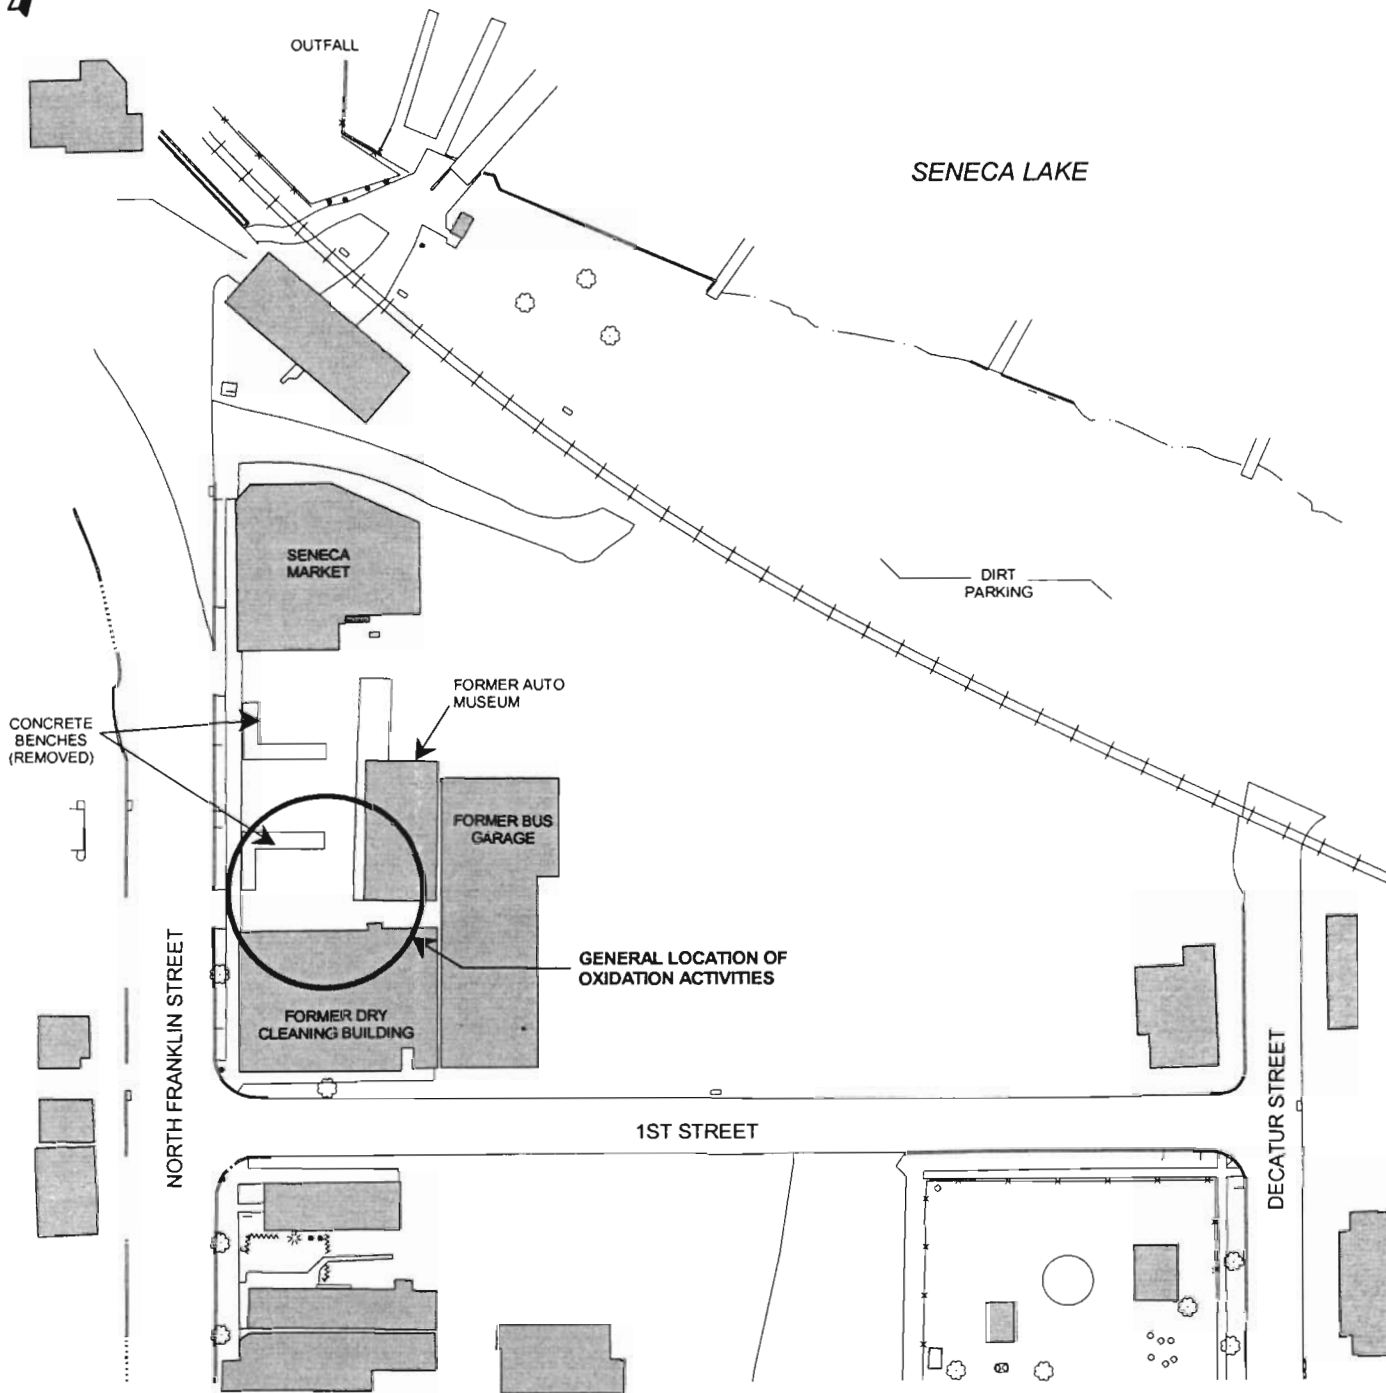 OUTFALL
SENECA LAKE
SENECA
MARKET
DIRT
PARKING
FORMER AUTO
MUSEUM
CONCRETE
BENCHES
(REMOVED)
FORMER BUS
GARAGE
GENERAL LOCATION OF
OXIDATION ACTIVITIES
FORMER DRY
CLEANING BUILDING
NORTH FRANKLIN STREET
1ST STREET
DECATUR STREET